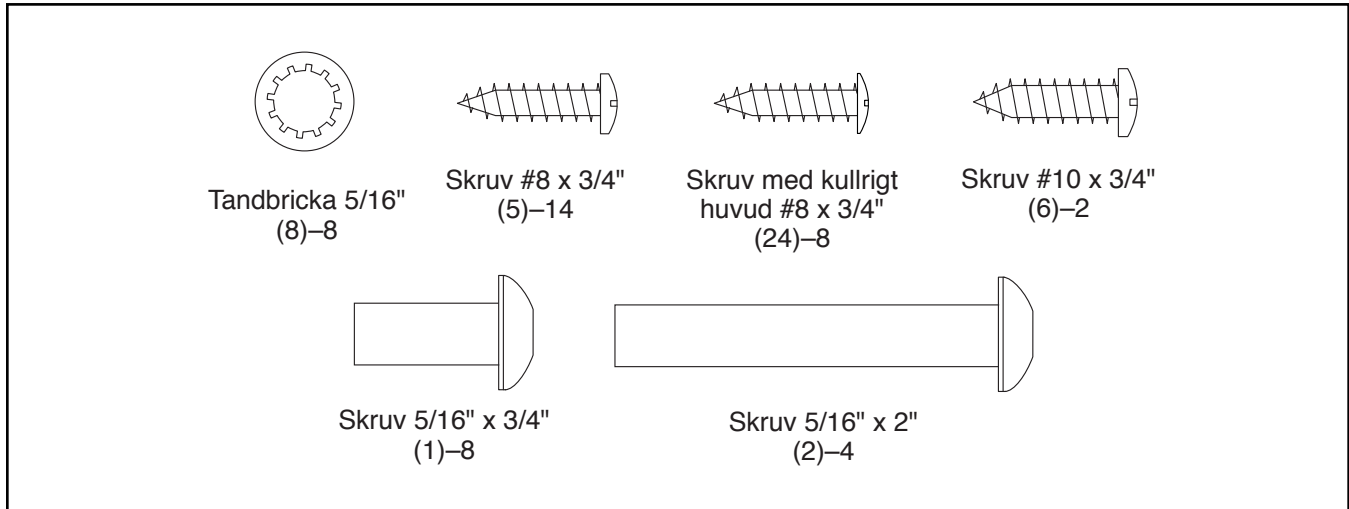 Tandbricka 5/16"
(8)–8
Skruv #8 x 3/4"
(5)–14
Skruv med kullrigt
huvud #8 x 3/4"
(24)–8
Skruv #10 x 3/4"
(6)–2
Skruv 5/16" x 3/4"
(1)–8
Skruv 5/16" x 2"
(2)–4